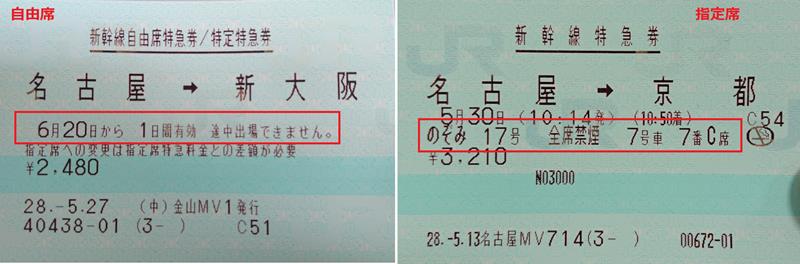 自由席
新幹線自由席特急券/特定特急券
名古屋 → 新大阪
6月20日から 1日間有効 途中出場できません。
指定席への変更は指定席特急料金との差額が必要
¥2,480
28.-5.27 (中)金山MV1発行
40438-01 (3- ) C51
指定席
新幹線特急券
名古屋 → 京都
5月30日(10:14発) (10:50着) C54
のぞみ 17号 全席禁煙 7号車 7番C席
¥3,210
NO3000
28.-5.13名古屋MV714(3- ) 00672-01